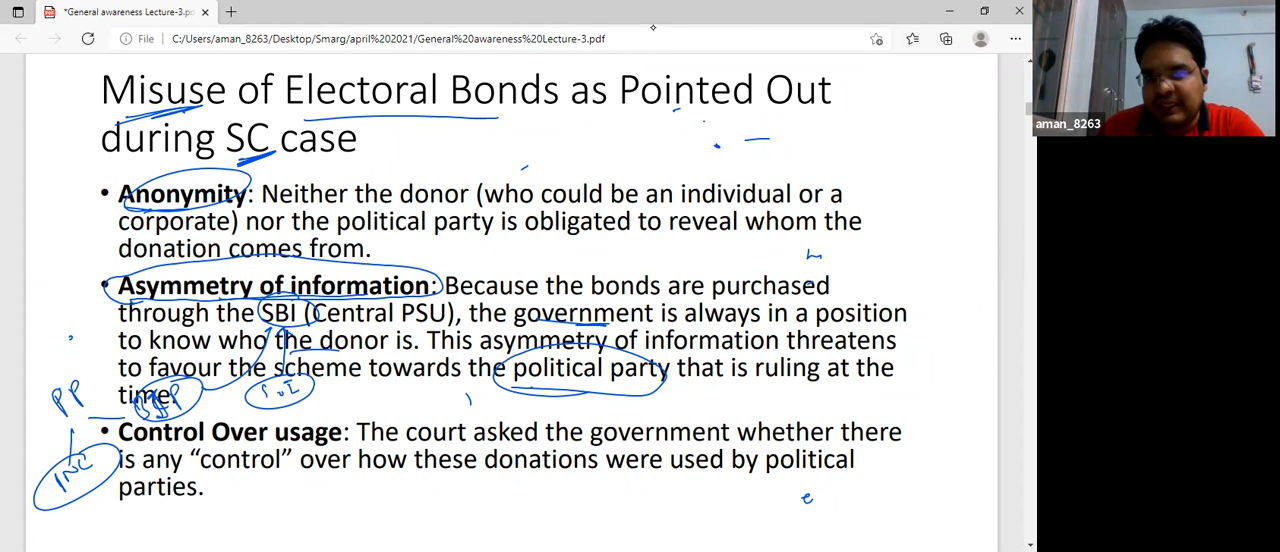 *General awareness Lecture-3.pd
File
C:/Users/aman_8263/Desktop/Smarg/april%202021/General%20awareness%20Lecture-3.pdf
aman_8263
Misuse of Electoral Bonds as Pointed Out
during SC case
• Anonymity: Neither the donor (who could be an individual or a
corporate) nor the political party is obligated to reveal whom the
donation comes from.
• Asymmetry of information: Because the bonds are purchased
through the SBI (Central PSU), the government is always in a position
to know who the donor is. This asymmetry of information threatens
to favour the scheme towards the political party that is ruling at the
time.
PP
BJP
INC
• Control Over usage: The court asked the government whether there
is any “control” over how these donations were used by political
parties.